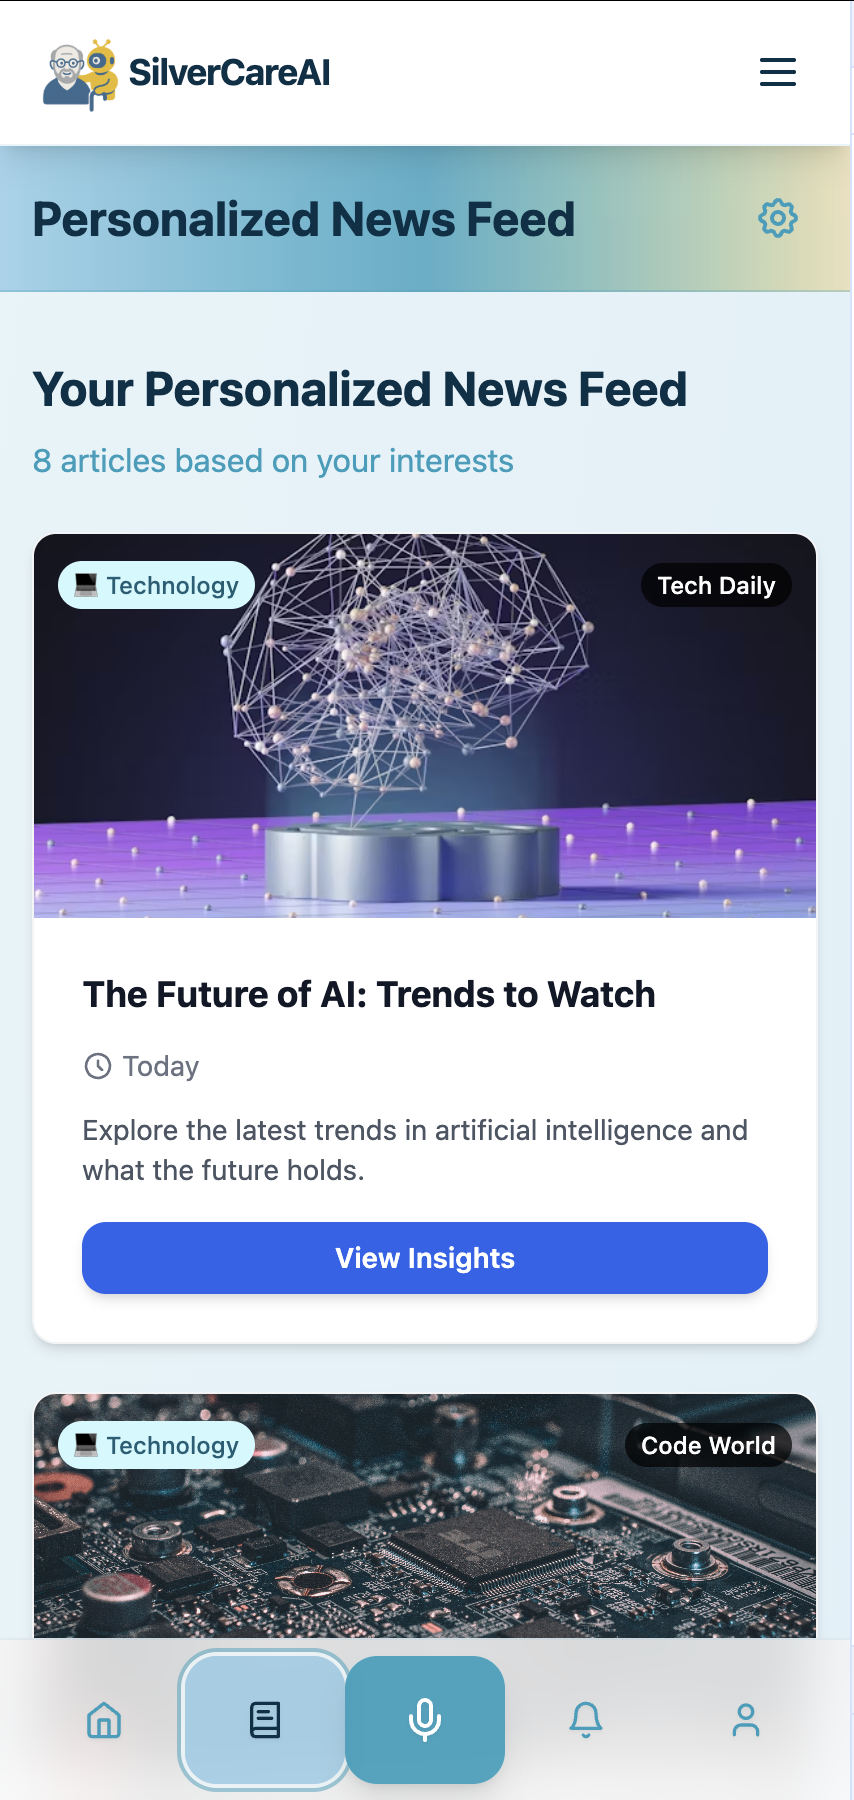 SilverCareAI
Personalized News Feed
Your Personalized News Feed
8 articles based on your interests
Technology
Tech Daily
The Future of AI: Trends to Watch
Today
Explore the latest trends in artificial intelligence and
what the future holds.
View Insights
Technology
Code World